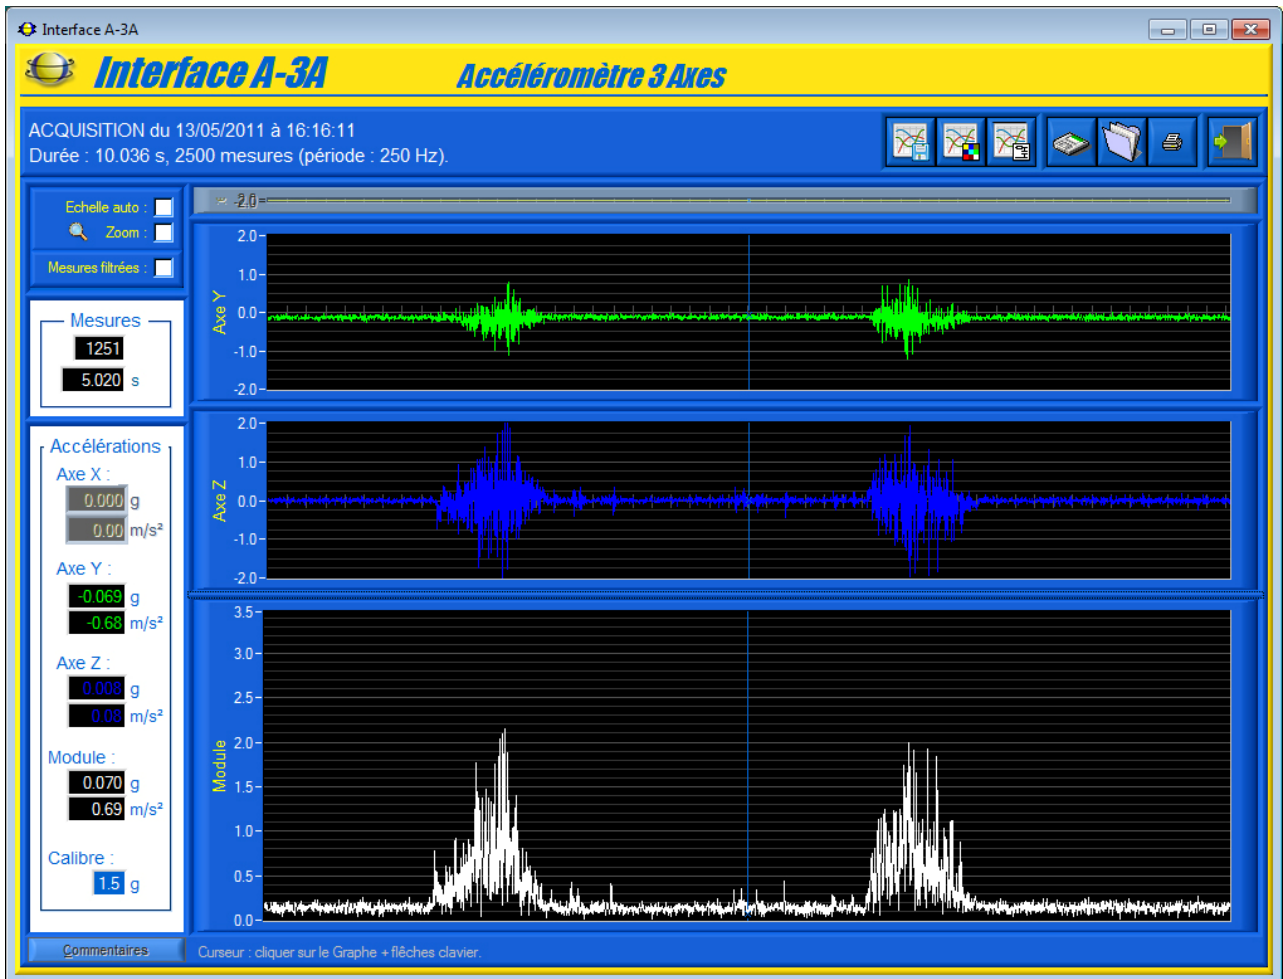 Interface A-3A
Interface A-3A
Accéléromètre 3 Axes
ACQUISITION du 13/05/2011 à 16:16:11
Durée : 10.036 s, 2500 mesures (période : 250 Hz).
Echelle auto :
Zoom :
Mesures filtrées :
Mesures
1251
5.020 s
Accélérations
Axe X :
0.000 g
0.00 m/s²
Axe Y :
-0.069 g
-0.68 m/s²
Axe Z :
0.008 g
0.08 m/s²
Module :
0.070 g
0.69 m/s²
Calibre :
1.5 g
Commentaires
Axe Y
2.0
1.0
0.0
-1.0
-2.0
Axe Z
2.0
1.0
0.0
-1.0
-2.0
Module
3.5
3.0
2.5
2.0
1.5
1.0
0.5
0.0
Curseur : cliquer sur le Graphe + flêches clavier.